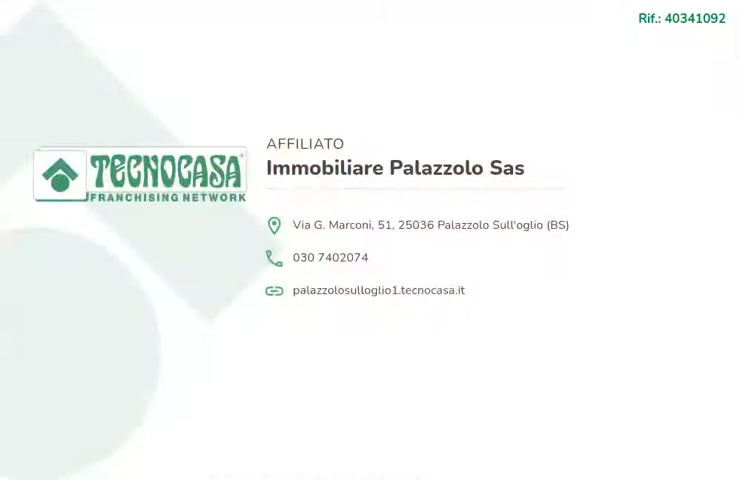 Rif.: 40341092
AFFILIATO
Immobiliare Palazzolo Sas
TECNOCASA
FRANCHISING NETWORK
Via G. Marconi, 51, 25036 Palazzolo Sull'oglio (BS)
030 7402074
palazzolosulloglio1.tecnocasa.it